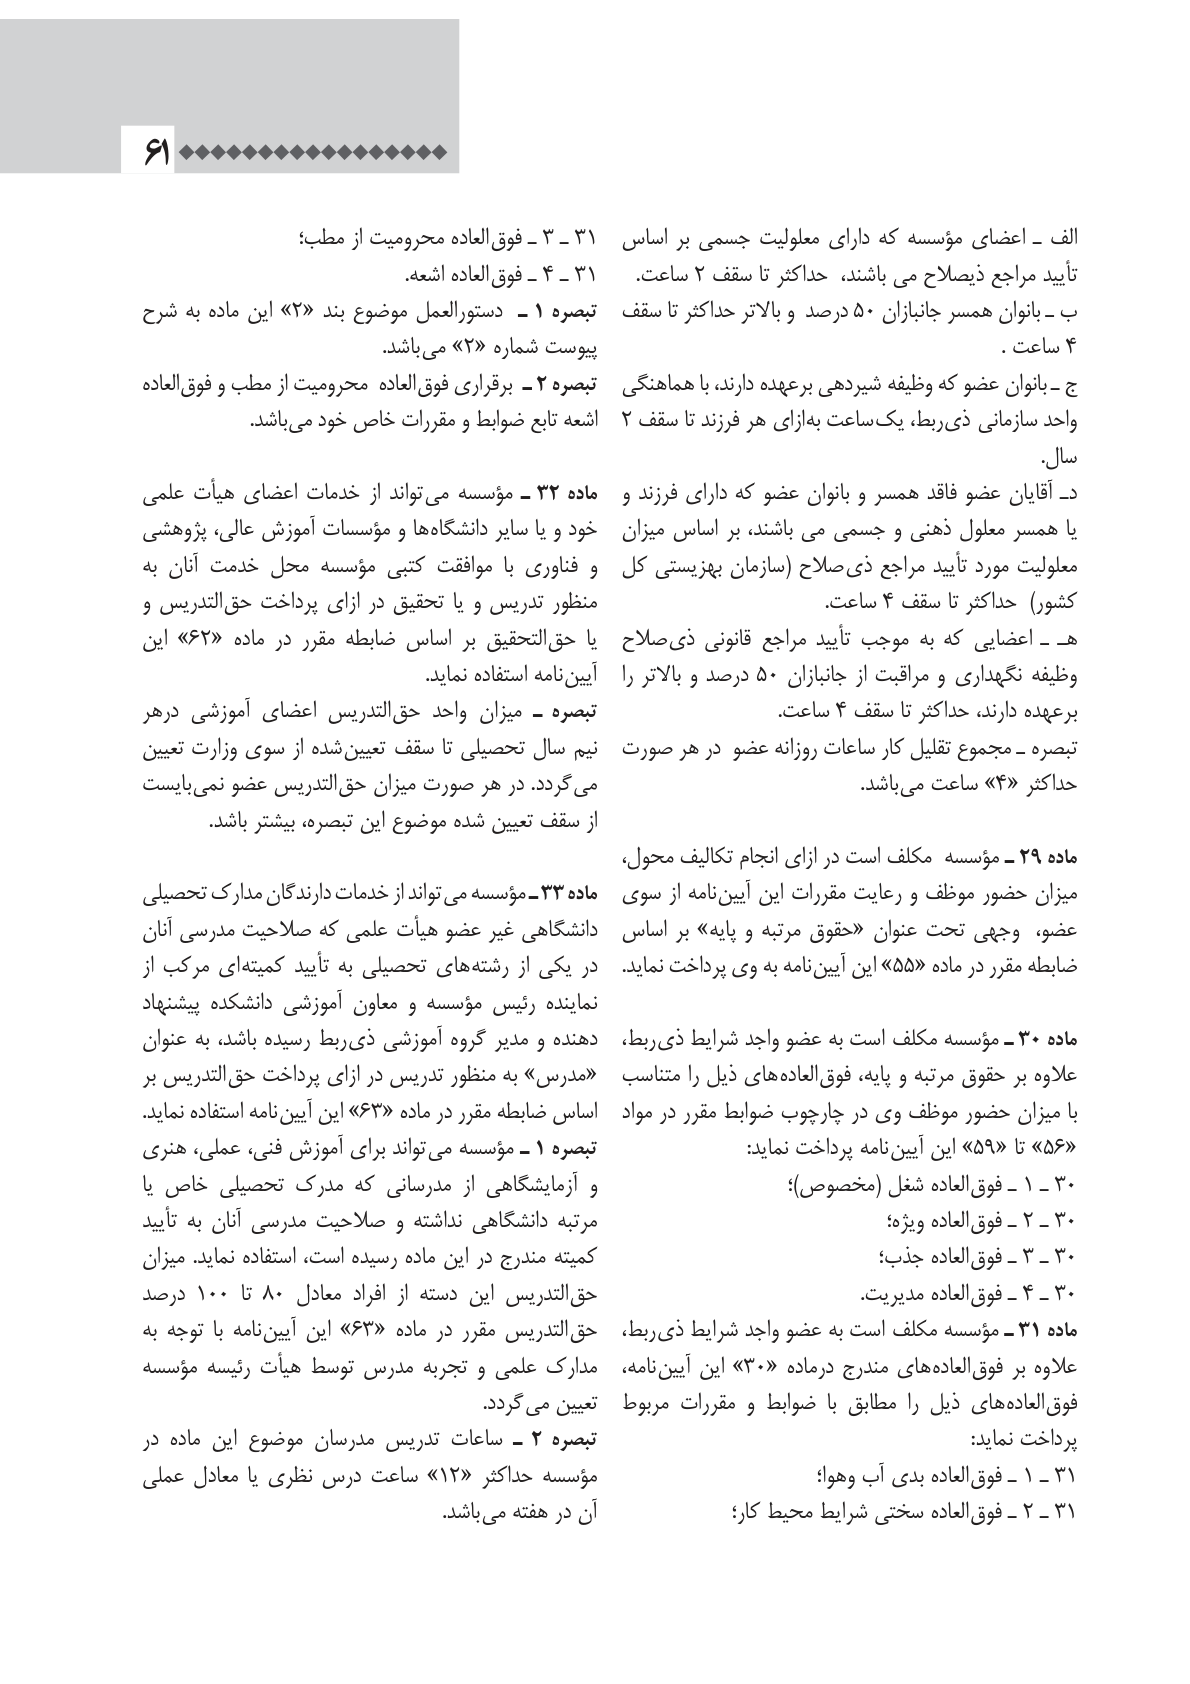 ۶۱
الف ـ اعضای مؤسسه که دارای معلولیت جسمی بر اساس
تأیید مراجع ذیصلاح می باشند، حداکثر تا سقف ۲ ساعت.
ب ـ بانوان همسر جانبازان ۵۰ درصد و بالاتر حداکثر تا سقف
۴ ساعت .
ج ـ بانوان عضو که وظیفه شیردهی برعهده دارند، با هماهنگی
واحد سازمانی ذی‌ربط، یک‌ساعت به‌ازای هر فرزند تا سقف ۲
سال.
دـ آقایان عضو فاقد همسر و بانوان عضو که دارای فرزند و
یا همسر معلول ذهنی و جسمی می باشند، بر اساس میزان
معلولیت مورد تأیید مراجع ذی‌صلاح (سازمان بهزیستی کل
کشور) حداکثر تا سقف ۴ ساعت.
هـ ـ اعضایی که به موجب تأیید مراجع قانونی ذی‌صلاح
وظیفه نگهداری و مراقبت از جانبازان ۵۰ درصد و بالاتر را
برعهده دارند، حداکثر تا سقف ۴ ساعت.
تبصره ـ مجموع تقلیل کار ساعات روزانه عضو در هر صورت
حداکثر «۴» ساعت می‌باشد.
ماده ۲۹ ـ مؤسسه مکلف است در ازای انجام تکالیف محول،
میزان حضور موظف و رعایت مقررات این آیین‌نامه از سوی
عضو، وجهی تحت عنوان «حقوق مرتبه و پایه» بر اساس
ضابطه مقرر در ماده «۵۵» این آیین‌نامه به وی پرداخت نماید.
ماده ۳۰ ـ مؤسسه مکلف است به عضو واجد شرایط ذی‌ربط،
علاوه بر حقوق مرتبه و پایه، فوق‌العاده‌های ذیل را متناسب
با میزان حضور موظف وی در چارچوب ضوابط مقرر در مواد
«۵۶» تا «۵۹» این آیین‌نامه پرداخت نماید:
۳۰ ـ ۱ ـ فوق‌العاده شغل (مخصوص)؛
۳۰ ـ ۲ ـ فوق‌العاده ویژه؛
۳۰ ـ ۳ ـ فوق‌العاده جذب؛
۳۰ ـ ۴ ـ فوق‌العاده مدیریت.
ماده ۳۱ ـ مؤسسه مکلف است به عضو واجد شرایط ذی‌ربط،
علاوه بر فوق‌العاده‌های مندرج درماده «۳۰» این آیین‌نامه،
فوق‌العاده‌های ذیل را مطابق با ضوابط و مقررات مربوط
پرداخت نماید:
۳۱ ـ ۱ ـ فوق‌العاده بدی آب وهوا؛
۳۱ ـ ۲ ـ فوق‌العاده سختی شرایط محیط کار؛
۳۱ ـ ۳ ـ فوق‌العاده محرومیت از مطب؛
۳۱ ـ ۴ ـ فوق‌العاده اشعه.
تبصره ۱ ـ دستورالعمل موضوع بند «۲» این ماده به شرح
پیوست شماره «۲» می‌باشد.
تبصره ۲ ـ برقراری فوق‌العاده محرومیت از مطب و فوق‌العاده
اشعه تابع ضوابط و مقررات خاص خود می‌باشد.
ماده ۳۲ ـ مؤسسه می‌تواند از خدمات اعضای هیأت علمی
خود و یا سایر دانشگاه‌ها و مؤسسات آموزش عالی، پژوهشی
و فناوری با موافقت کتبی مؤسسه محل خدمت آنان به
منظور تدریس و یا تحقیق در ازای پرداخت حق‌التدریس و
یا حق‌التحقیق بر اساس ضابطه مقرر در ماده «۶۲» این
آیین‌نامه استفاده نماید.
تبصره ـ میزان واحد حق‌التدریس اعضای آموزشی درهر
نیم سال تحصیلی تا سقف تعیین‌شده از سوی وزارت تعیین
می‌گردد. در هر صورت میزان حق‌التدریس عضو نمی‌بایست
از سقف تعیین شده موضوع این تبصره، بیشتر باشد.
ماده ۳۳ ـ مؤسسه می‌تواند از خدمات دارندگان مدارک تحصیلی
دانشگاهی غیر عضو هیأت علمی که صلاحیت مدرسی آنان
در یکی از رشته‌های تحصیلی به تأیید کمیته‌ای مرکب از
نماینده رئیس مؤسسه و معاون آموزشی دانشکده پیشنهاد
دهنده و مدیر گروه آموزشی ذی‌ربط رسیده باشد، به عنوان
«مدرس» به منظور تدریس در ازای پرداخت حق‌التدریس بر
اساس ضابطه مقرر در ماده «۶۳» این آیین‌نامه استفاده نماید.
تبصره ۱ ـ مؤسسه می‌تواند برای آموزش فنی، عملی، هنری
و آزمایشگاهی از مدرسانی که مدرک تحصیلی خاص یا
مرتبه دانشگاهی نداشته و صلاحیت مدرسی آنان به تأیید
کمیته مندرج در این ماده رسیده است، استفاده نماید. میزان
حق‌التدریس این دسته از افراد معادل ۸۰ تا ۱۰۰ درصد
حق‌التدریس مقرر در ماده «۶۳» این آیین‌نامه با توجه به
مدارک علمی و تجربه مدرس توسط هیأت رئیسه مؤسسه
تعیین می‌گردد.
تبصره ۲ ـ ساعات تدریس مدرسان موضوع این ماده در
مؤسسه حداکثر «۱۲» ساعت درس نظری یا معادل عملی
آن در هفته می‌باشد.